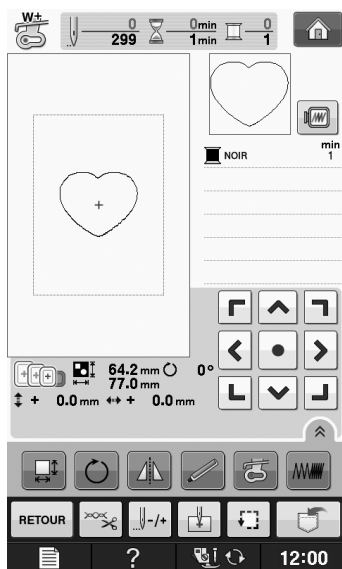 W+
0 0min 0
299 1min 1
min
NOIR 1
64.2 mm 0°
77.0 mm
+ 0.0 mm + 0.0 mm
RETOUR -/+
? 12:00